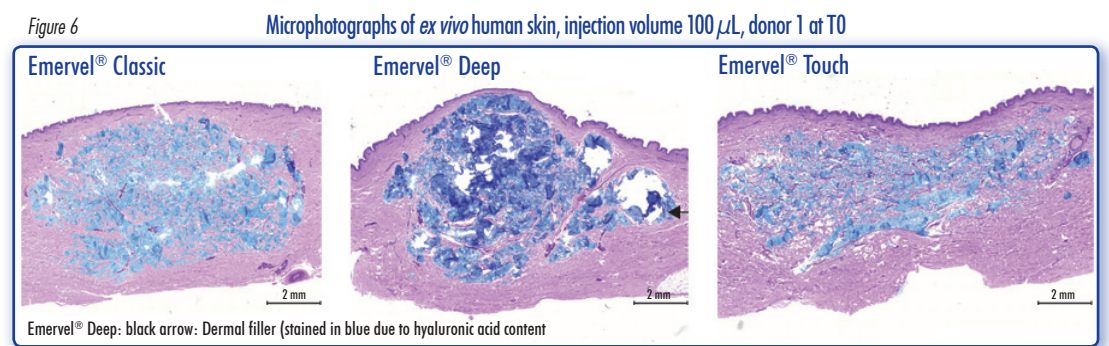 Figure 6
Microphotographs of ex vivo human skin, injection volume 100 μL, donor 1 at T0
Emervel® Classic
Emervel® Deep
Emervel® Touch
2 mm
2 mm
2 mm
Emervel® Deep: black arrow: Dermal filler (stained in blue due to hyaluronic acid content